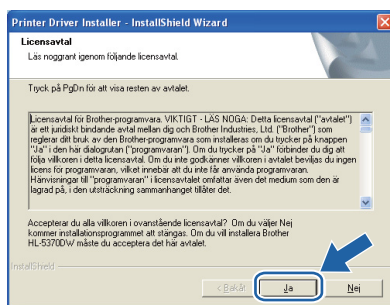 Printer Driver Installer - InstallShield Wizard
Licensavtal
Läs noggrant igenom följande licensavtal.
Tryck på PgDn för att visa resten av avtalet.
Licensavtal för Brother-programvara. VIKTIGT - LÄS NOGA: Detta licensavtal ("avtalet")
är ett juridiskt bindande avtal mellan dig och Brother Industries, Ltd. ("Brother") som
reglerar ditt bruk av den Brother-programvara som installeras om du trycker på knappen
"Ja" i den här dialogrutan ("programvaran"). Om du trycker på "Ja" förbinder du dig att
följa villkoren i detta licensavtal. Om du inte godkänner villkoren i avtalet beviljas du ingen
licens för programvaran, vilket innebär att du inte får använda programvaran.
Hänvisningar till "programvaran" i licensavtalet omfattar även det medium som den är
lagrad på, i den utsträckning sammanhanget tillåter det.
Accepterar du alla villkoren i ovanstående licensavtal? Om du väljer Nej
kommer installationsprogrammet att stängas. Om du vill installera Brother
HL-5370DW måste du acceptera det här avtalet.
InstallShield
< Bakåt Ja Nej